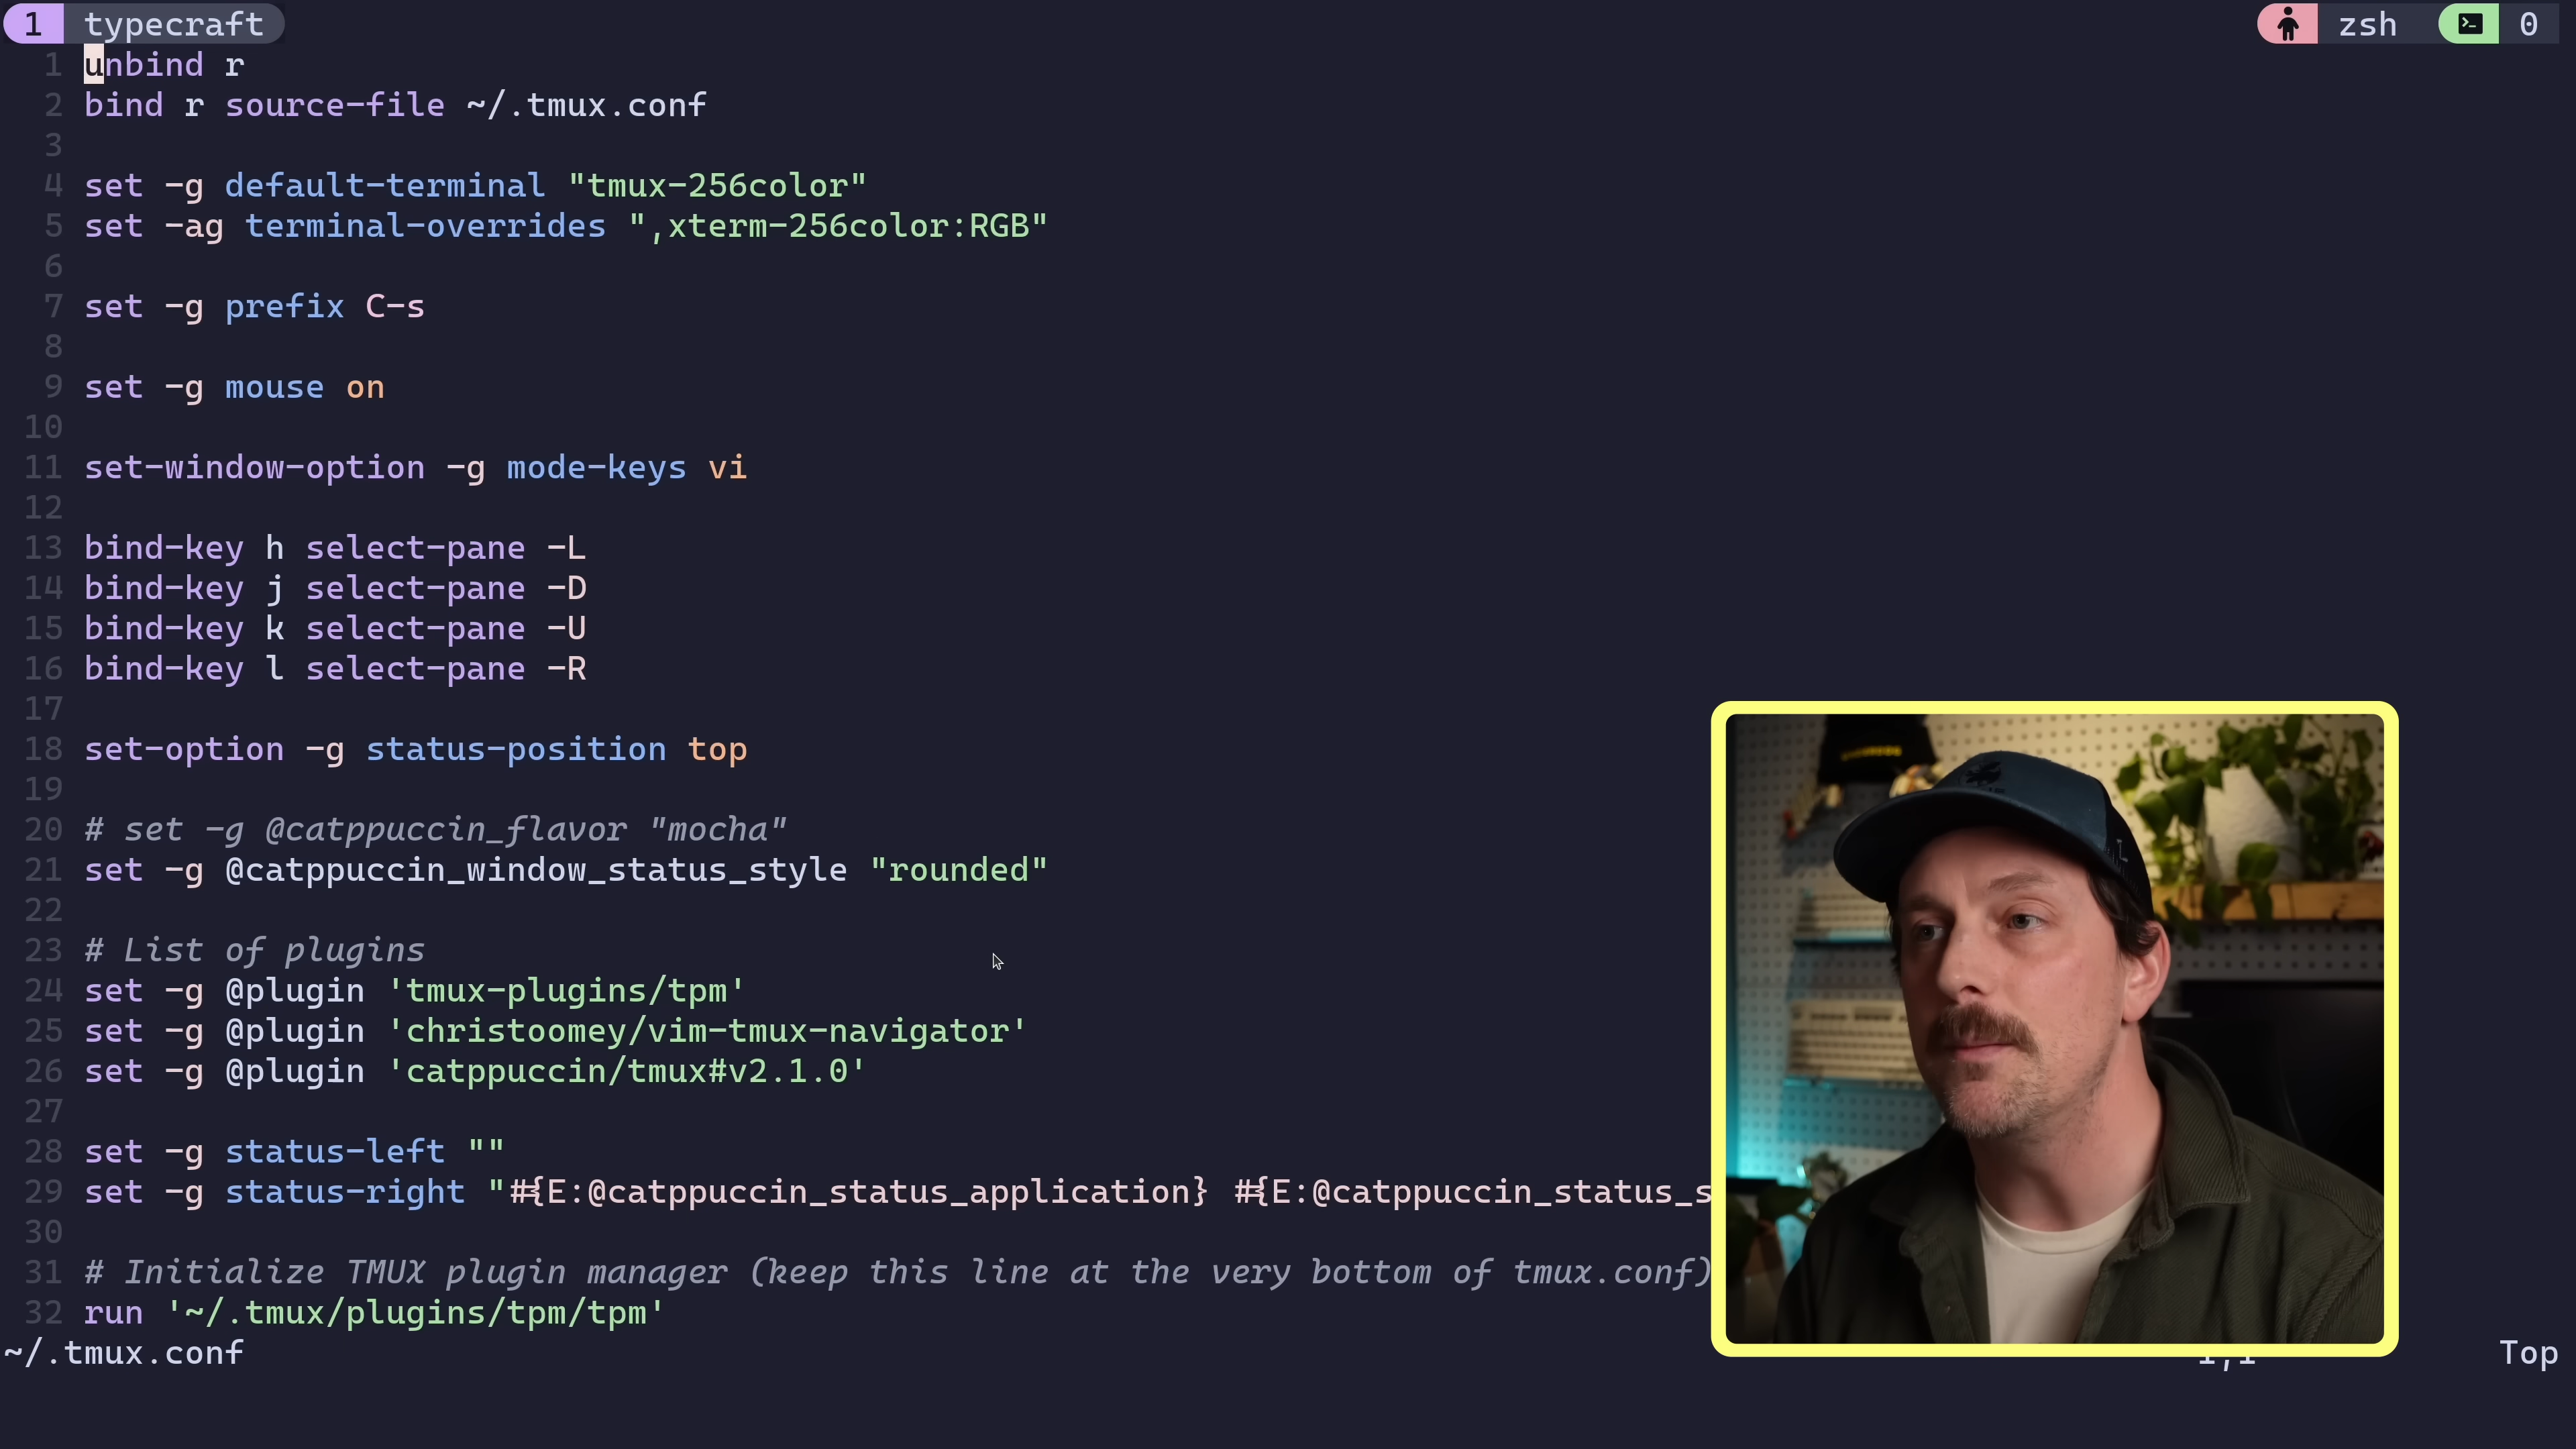 1 typecraft zsh 0
1 unbind r
2 bind r source-file ~/.tmux.conf
3
4 set -g default-terminal "tmux-256color"
5 set -ag terminal-overrides ",xterm-256color:RGB"
6
7 set -g prefix C-s
8
9 set -g mouse on
10
11 set-window-option -g mode-keys vi
12
13 bind-key h select-pane -L
14 bind-key j select-pane -D
15 bind-key k select-pane -U
16 bind-key l select-pane -R
17
18 set-option -g status-position top
19
20 # set -g @catppuccin_flavor "mocha"
21 set -g @catppuccin_window_status_style "rounded"
22
23 # List of plugins
24 set -g @plugin 'tmux-plugins/tpm'
25 set -g @plugin 'christoomey/vim-tmux-navigator'
26 set -g @plugin 'catppuccin/tmux#v2.1.0'
27
28 set -g status-left ""
29 set -g status-right "#{E:@catppuccin_status_application} #{E:@catppuccin_status_s
30
31 # Initialize TMUX plugin manager (keep this line at the very bottom of tmux.conf)
32 run '~/.tmux/plugins/tpm/tpm'
~/.tmux.conf Top